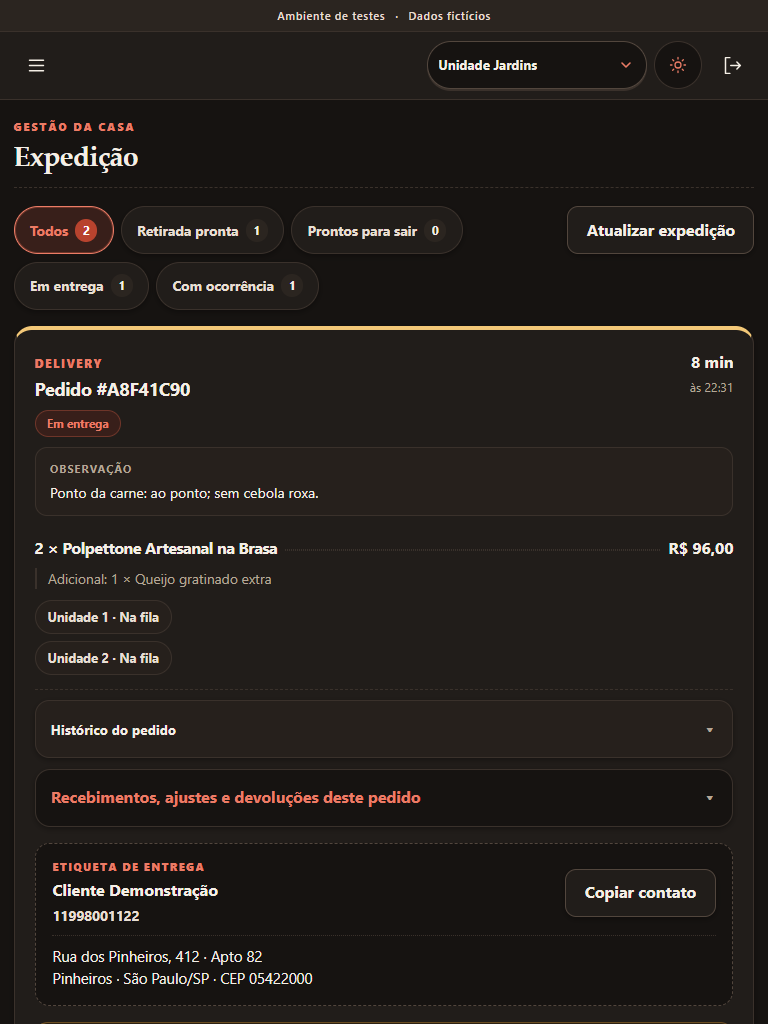 Ambiente de testes · Dados fictícios
Unidade Jardins
GESTÃO DA CASA
Expedição
Todos 2
Retirada pronta 1
Prontos para sair 0
Atualizar expedição
Em entrega 1
Com ocorrência 1
DELIVERY
8 min
Pedido #A8F41C90
às 22:31
Em entrega
OBSERVAÇÃO
Ponto da carne: ao ponto; sem cebola roxa.
2 × Polpettone Artesanal na Brasa R$ 96,00
Adicional: 1 × Queijo gratinado extra
Unidade 1 · Na fila
Unidade 2 · Na fila
Histórico do pedido
Recebimentos, ajustes e devoluções deste pedido
ETIQUETA DE ENTREGA
Cliente Demonstração
11998001122
Copiar contato
Rua dos Pinheiros, 412 · Apto 82
Pinheiros · São Paulo/SP · CEP 05422000